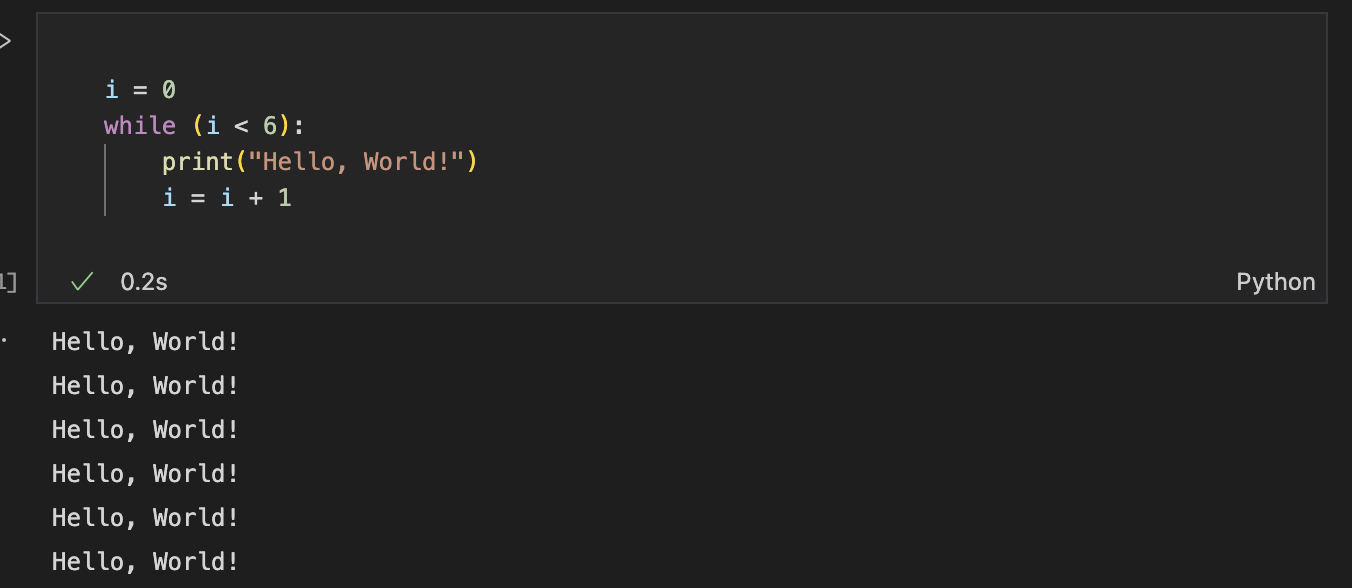 i = 0
while (i < 6):
    print("Hello, World!")
    i = i + 1
1]
0.2s
Python
Hello, World!
Hello, World!
Hello, World!
Hello, World!
Hello, World!
Hello, World!